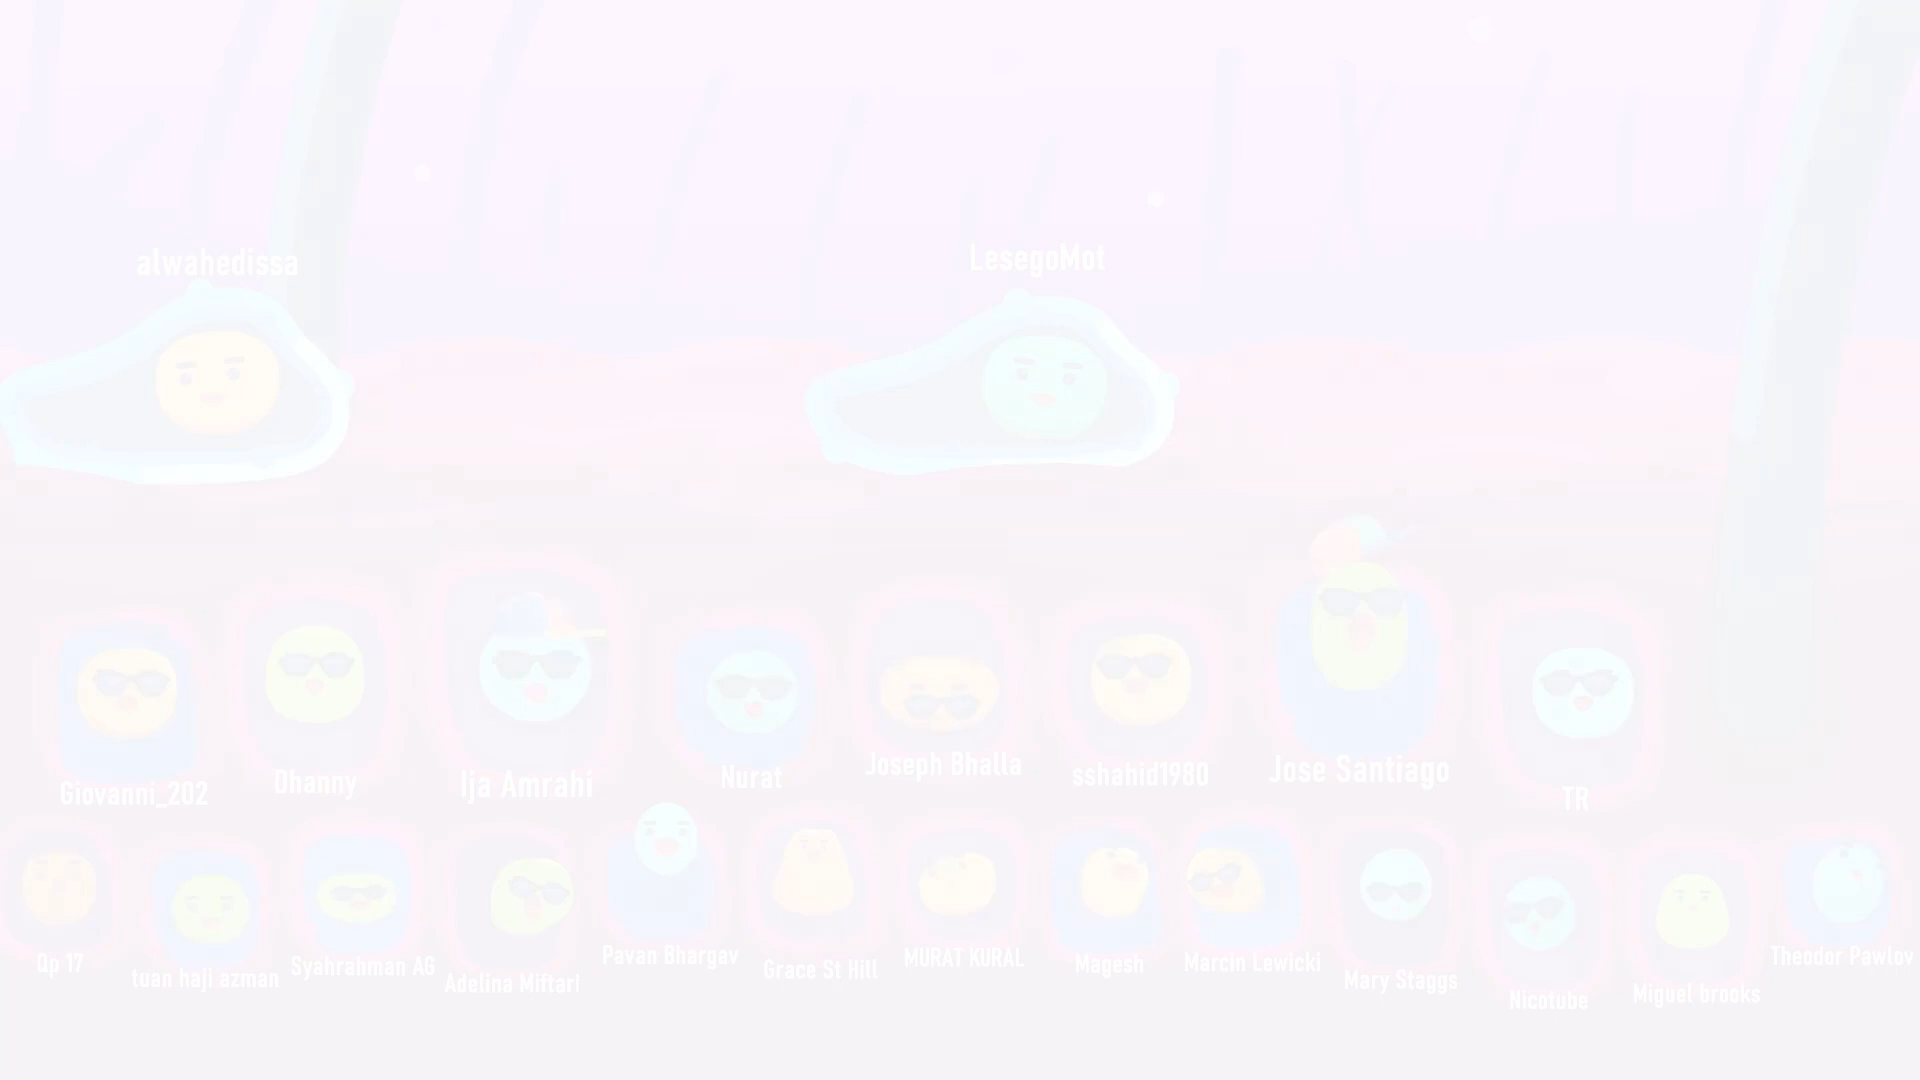 alwahedissa
LesegoMot
Giovanni_202
Dhanny
Ija Amrahi
Nurat
Joseph Bhalla
sshahid1980
Jose Santiago
TR
Op 17
tuan haji azman
Syahrahman AG
Adelina Miftari
Pavan Bhargav
Grace St Hill
MURAT KURAL
Magesh
Marcin Lewicki
Mary Staggs
Nicotube
Miguel brooks
Theodor Pawlov